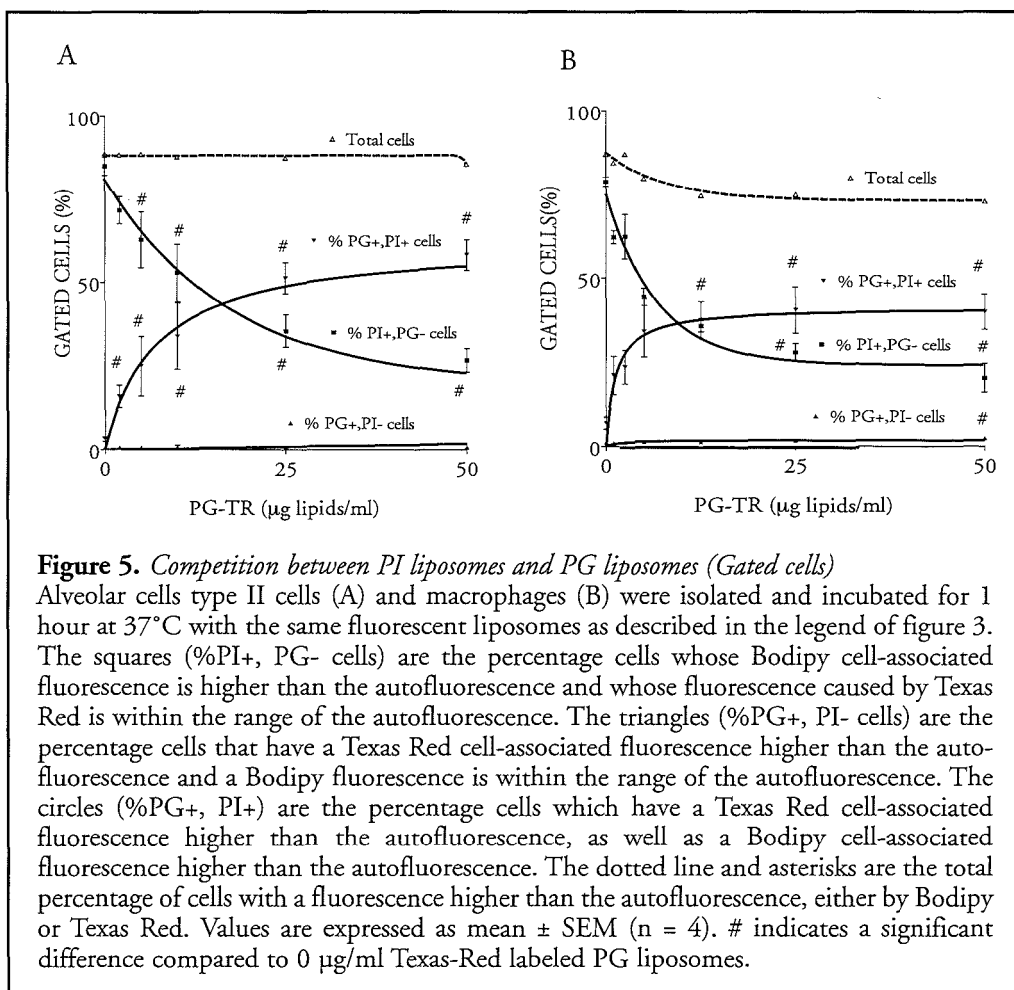 A
B
100
50
0
GATED CELLS (%)
Total cells
% PG+,PI+ cells
% PI+,PG- cells
% PG+,PI- cells
# # # # #
# # #
0 25 50
PG-TR (µg lipids/ml)
100
50
0
GATED CELLS(%)
Total cells
% PG+,PI+ cells
% PI+,PG- cells
% PG+,PI- cells
# # #
# # #
0 25 50
PG-TR (µg lipids/ml)
Figure 5. Competition between PI liposomes and PG liposomes (Gated cells)
Alveolar cells type II cells (A) and macrophages (B) were isolated and incubated for 1
hour at 37°C with the same fluorescent liposomes as described in the legend of figure 3.
The squares (%PI+, PG- cells) are the percentage cells whose Bodipy cell-associated
fluorescence is higher than the autofluorescence and whose fluorescence caused by Texas
Red is within the range of the autofluorescence. The triangles (%PG+, PI- cells) are the
percentage cells that have a Texas Red cell-associated fluorescence higher than the auto-
fluorescence and a Bodipy fluorescence is within the range of the autofluorescence. The
circles (%PG+, PI+) are the percentage cells which have a Texas Red cell-associated
fluorescence higher than the autofluorescence, as well as a Bodipy cell-associated
fluorescence higher than the autofluorescence. The dotted line and asterisks are the total
percentage of cells with a fluorescence higher than the autofluorescence, either by Bodipy
or Texas Red. Values are expressed as mean ± SEM (n = 4). # indicates a significant
difference compared to 0 µg/ml Texas-Red labeled PG liposomes.